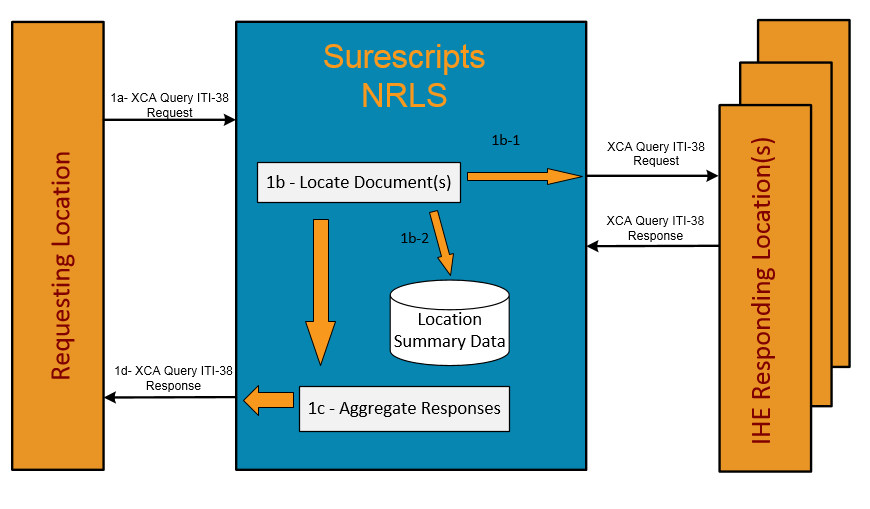 Surescripts
NRLS
Requesting Location
1a- XCA Query ITI-38
Request
1b-1
1b - Locate Document(s)
XCA Query ITI-38
Request
1b-2
XCA Query ITI-38
Response
Location
Summary Data
1d- XCA Query ITI-38
Response
1c - Aggregate Responses
IHE Responding Location(s)